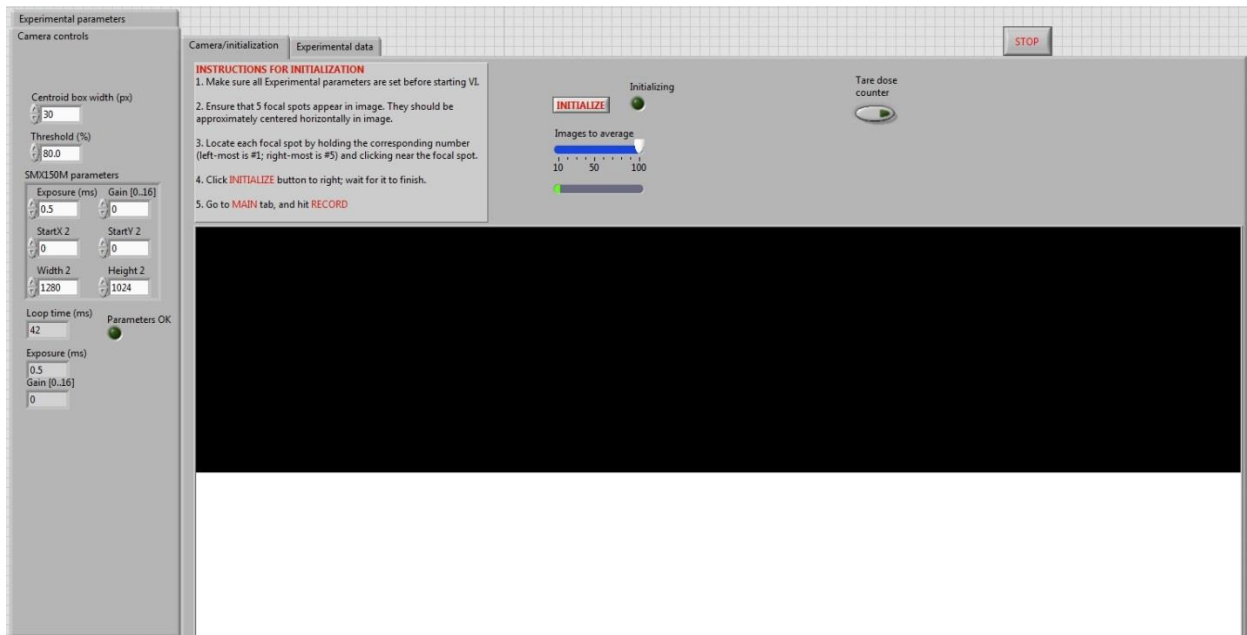 Experimental parameters
Camera controls
Centroid box width (px)
30
Threshold (%)
80.0
SMX150M parameters
Exposure (ms) Gain [0..16]
0.5 0
StartX 2 StartY 2
0 0
Width 2 Height 2
1280 1024
Loop time (ms) Parameters OK
42
Exposure (ms)
0.5
Gain [0..16]
0
Camera/initialization Experimental data
STOP
INSTRUCTIONS FOR INITIALIZATION
1. Make sure all Experimental parameters are set before starting VI.
2. Ensure that 5 focal spots appear in image. They should be
approximately centered horizontally in image.
3. Locate each focal spot by holding the corresponding number
(left-most is #1; right-most is #5) and clicking near the focal spot.
4. Click INITIALIZE button to right; wait for it to finish.
5. Go to MAIN tab, and hit RECORD
INITIALIZE
Initializing
Images to average
10 50 100
Tare dose
counter